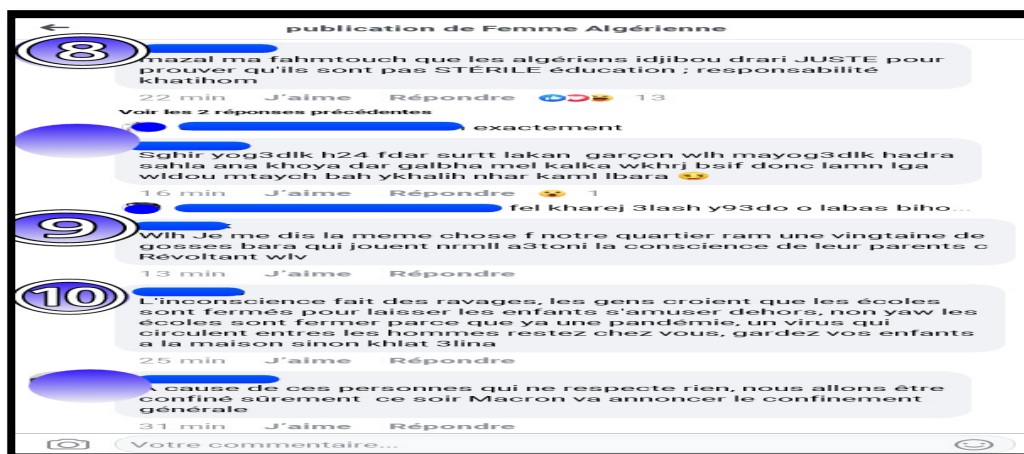 publication de Femme Algérienne
8
mazal ma fahmtouch que les algériens idjibou drari JUSTE pour
prouver qu'ils sont pas STÉRILE éducation ; responsabilité
khatihom
22 min J'aime Répondre 13
Voir les 2 réponses précédentes
exactement
Sghir yog3dlk h24 fdar surtt lakan garçon wlh mayog3dlk hadra
sahla ana khoya dar galbha mel kalka wkhrj bsif donc lamn lga
wldou mtaych bah ykhalih nhar kaml lbara
16 min J'aime Répondre 1
fel kharej 3lash y93do o labas biho...
9
Wlh Je me dis la meme chose f notre quartier ram une vingtaine de
gosses bara qui jouent nrmll a3toni la conscience de leur parents c
Révoltant wlv
13 min J'aime Répondre
10
L'inconscience fait des ravages, les gens croient que les écoles
sont fermés pour laisser les enfants s'amuser dehors, non yaw les
écoles sont fermer parce que ya une pandémie, un virus qui
circulent entres les hommes restez chez vous, gardez vos enfants
a la maison sinon khlat 3lina
25 min J'aime Répondre
A cause de ces personnes qui ne respecte rien, nous allons être
confiné sûrement ce soir Macron va annoncer le confinement
générale
31 min J'aime Répondre
Votre commentaire...